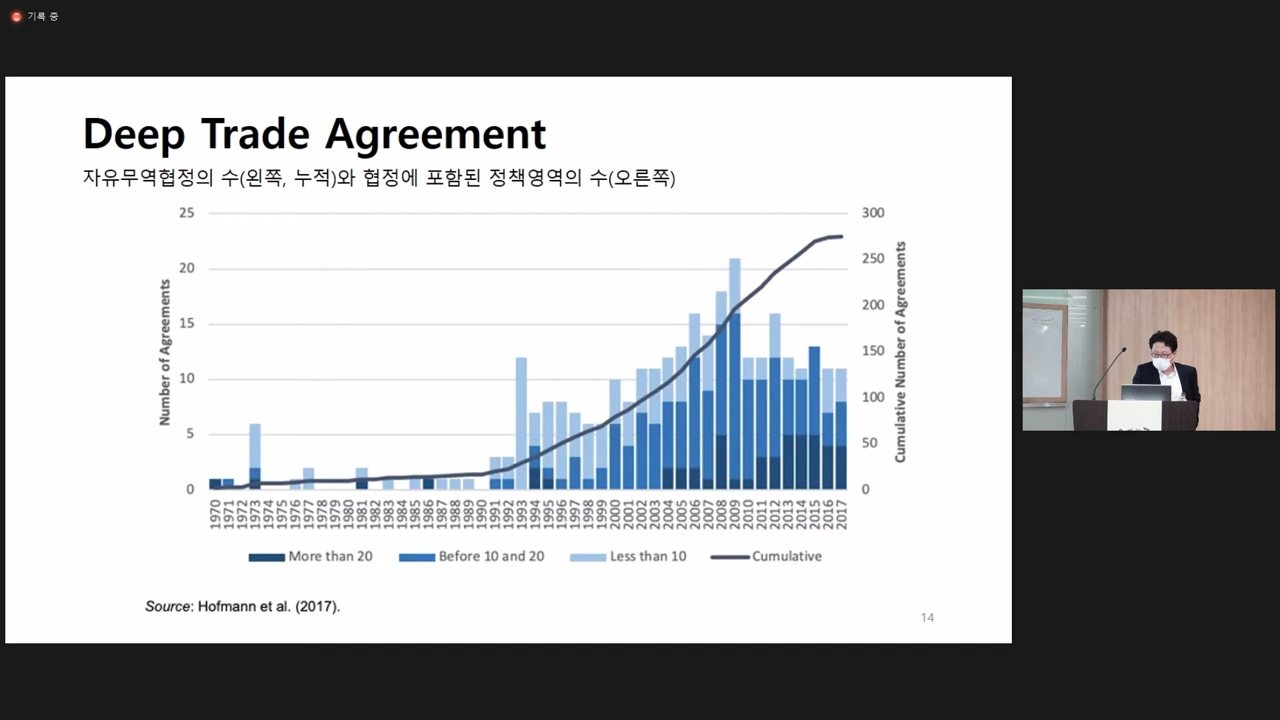 기록 중
Deep Trade Agreement
자유무역협정의 수(왼쪽, 누적)와 협정에 포함된 정책영역의 수(오른쪽)
25
20
15
10
5
0
Number of Agreements
300
250
200
150
100
50
0
Cumulative Number of Agreements
1970 1971 1972 1973 1974 1975 1976 1977 1978 1979 1980 1981 1982 1983 1984 1985 1986 1987 1988 1989 1990 1991 1992 1993 1994 1995 1996 1997 1998 1999 2000 2001 2002 2003 2004 2005 2006 2007 2008 2009 2010 2011 2012 2013 2014 2015 2016 2017
More than 20 Before 10 and 20 Less than 10 Cumulative
Source: Hofmann et al. (2017).
14